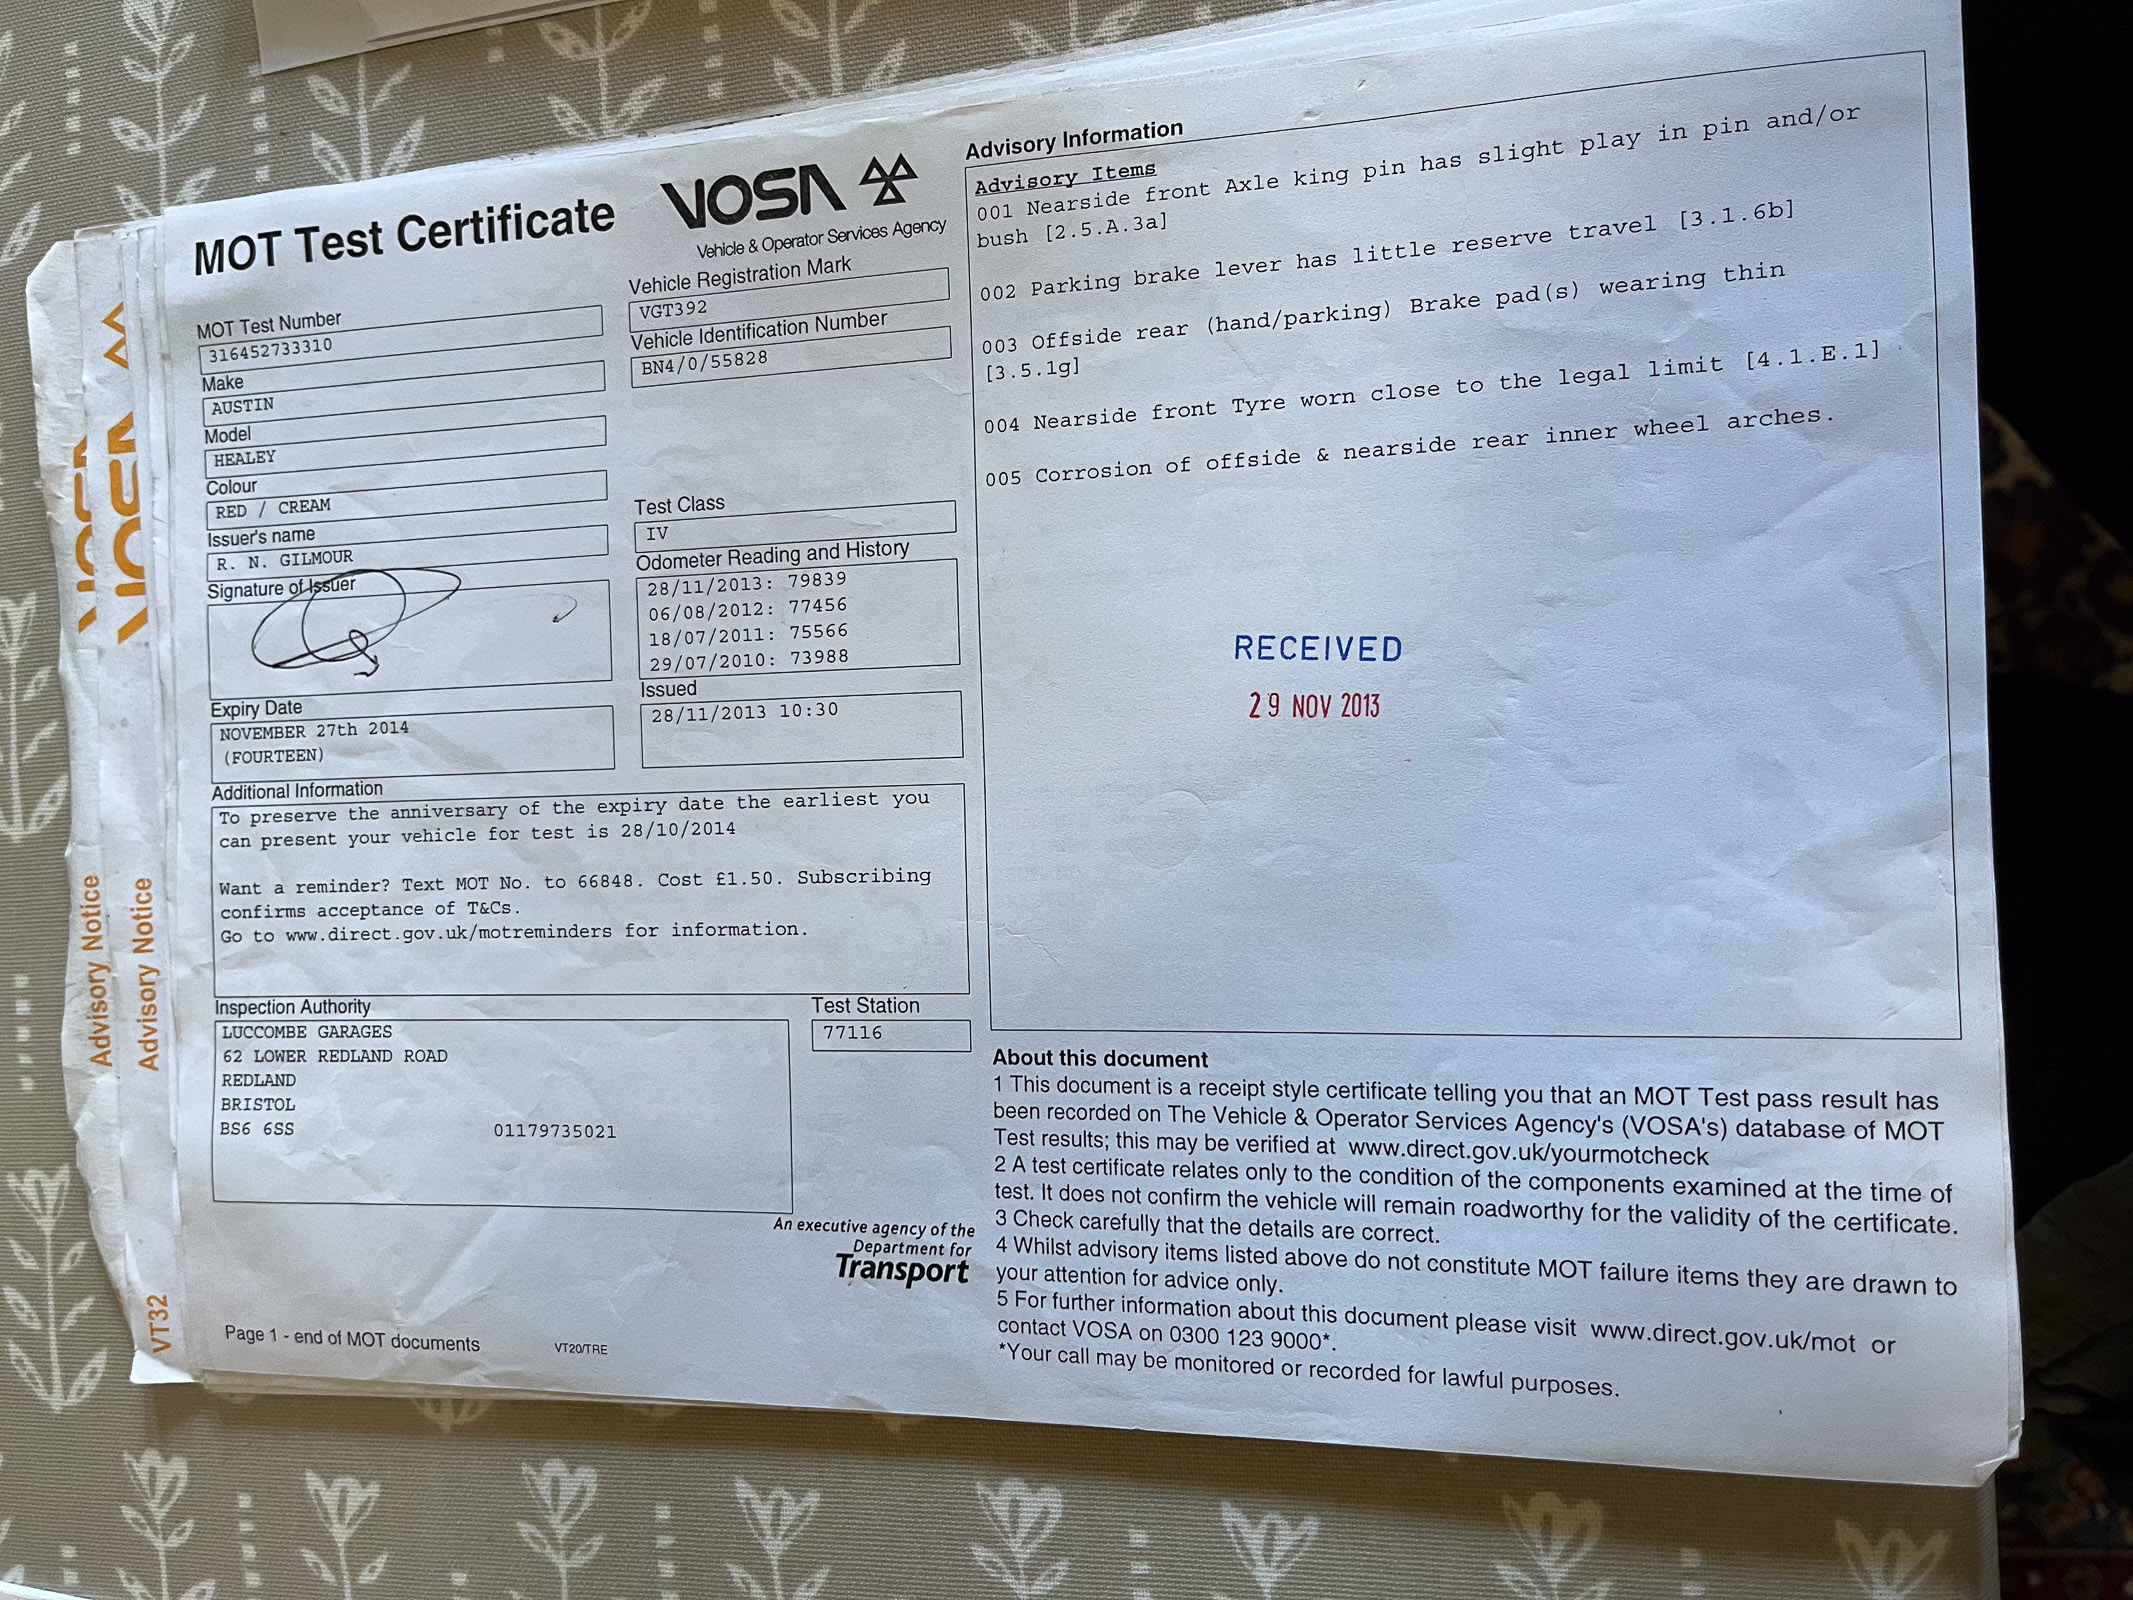 MOT Test Certificate
VOSA
Vehicle & Operator Services Agency
MOT Test Number
316452733310
Make
AUSTIN
Model
HEALEY
Colour
RED / CREAM
Issuer's name
R. N. GILMOUR
Signature of Issuer
Expiry Date
NOVEMBER 27th 2014
(FOURTEEN)
Vehicle Registration Mark
VGT392
Vehicle Identification Number
BN4/0/55828
Test Class
IV
Odometer Reading and History
28/11/2013: 79839
06/08/2012: 77456
18/07/2011: 75566
29/07/2010: 73988
Issued
28/11/2013 10:30
Additional Information
To preserve the anniversary of the expiry date the earliest you
can present your vehicle for test is 28/10/2014
Want a reminder? Text MOT No. to 66848. Cost £1.50. Subscribing
confirms acceptance of T&Cs.
Go to www.direct.gov.uk/motreminders for information.
Inspection Authority
LUCCOMBE GARAGES
62 LOWER REDLAND ROAD
REDLAND
BRISTOL
BS6 6SS 01179735021
Test Station
77116
An executive agency of the
Department for
Transport
Page 1 - end of MOT documents VT20/TRE
Advisory Information
Advisory Items
001 Nearside front Axle king pin has slight play in pin and/or
bush [2.5.A.3a]
002 Parking brake lever has little reserve travel [3.1.6b]
003 Offside rear (hand/parking) Brake pad(s) wearing thin
[3.5.1g]
004 Nearside front Tyre worn close to the legal limit [4.1.E.1]
005 Corrosion of offside & nearside rear inner wheel arches.
RECEIVED
29 NOV 2013
About this document
1 This document is a receipt style certificate telling you that an MOT Test pass result has
been recorded on The Vehicle & Operator Services Agency's (VOSA's) database of MOT
Test results; this may be verified at www.direct.gov.uk/yourmotcheck
2 A test certificate relates only to the condition of the components examined at the time of
test. It does not confirm the vehicle will remain roadworthy for the validity of the certificate.
3 Check carefully that the details are correct.
4 Whilst advisory items listed above do not constitute MOT failure items they are drawn to
your attention for advice only.
5 For further information about this document please visit www.direct.gov.uk/mot or
contact VOSA on 0300 123 9000*.
*Your call may be monitored or recorded for lawful purposes.
VOSA
Advisory Notice
VOSA
Advisory Notice
VT32